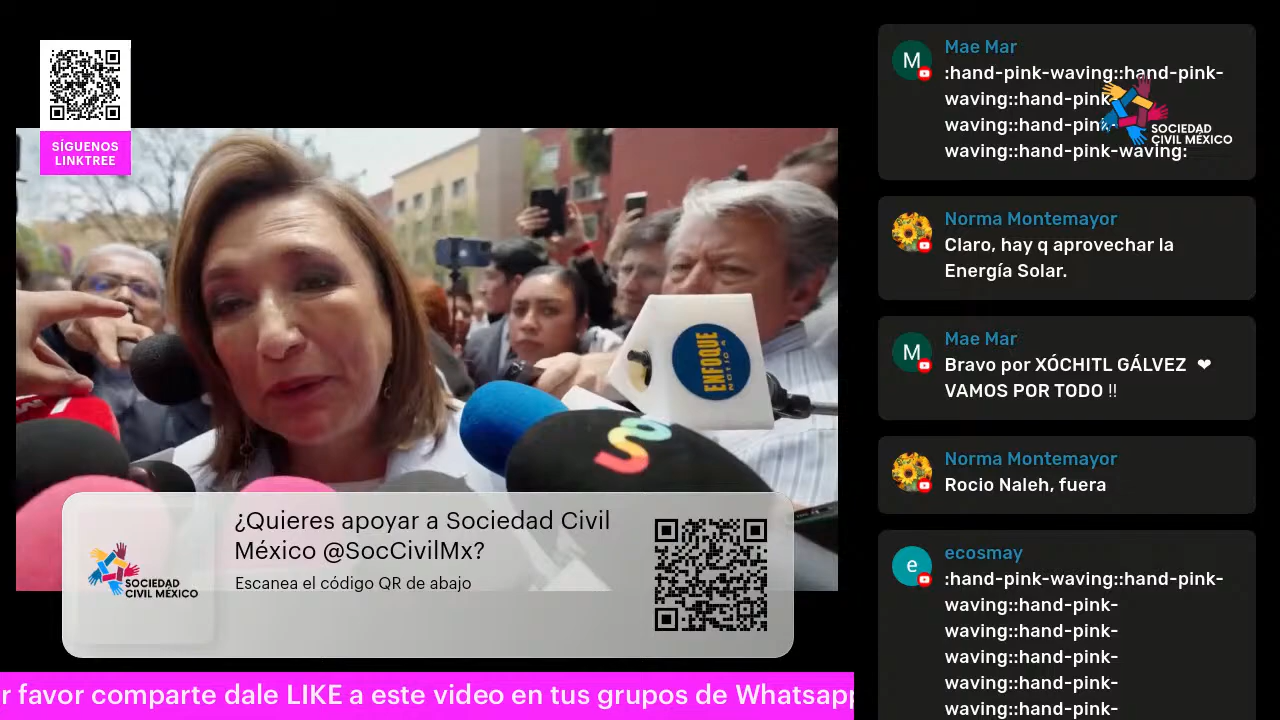 SÍGUENOS
LINKTREE
ENFOQUE
NOTICIA
¿Quieres apoyar a Sociedad Civil
México @SocCivilMx?
Escanea el código QR de abajo
SOCIEDAD
CIVIL MÉXICO
r favor comparte dale LIKE a este video en tus grupos de Whatsapp
M
Mae Mar
:hand-pink-waving::hand-pink-
waving::hand-pink-
waving::hand-pink-
waving::hand-pink-waving:
SOCIEDAD
CIVIL MÉXICO
Norma Montemayor
Claro, hay q aprovechar la
Energía Solar.
M
Mae Mar
Bravo por XÓCHITL GÁLVEZ ❤
VAMOS POR TODO ‼
Norma Montemayor
Rocio Naleh, fuera
e
ecosmay
:hand-pink-waving::hand-pink-
waving::hand-pink-
waving::hand-pink-
waving::hand-pink-
waving::hand-pink-
waving::hand-pink-